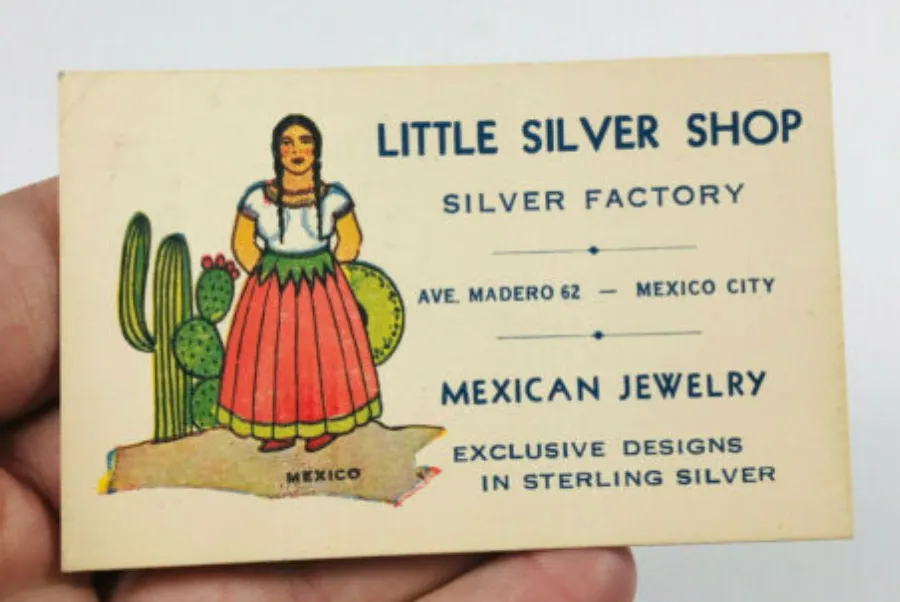 LITTLE SILVER SHOP
SILVER FACTORY
AVE. MADERO 62 — MEXICO CITY
MEXICAN JEWELRY
EXCLUSIVE DESIGNS
IN STERLING SILVER
MEXICO